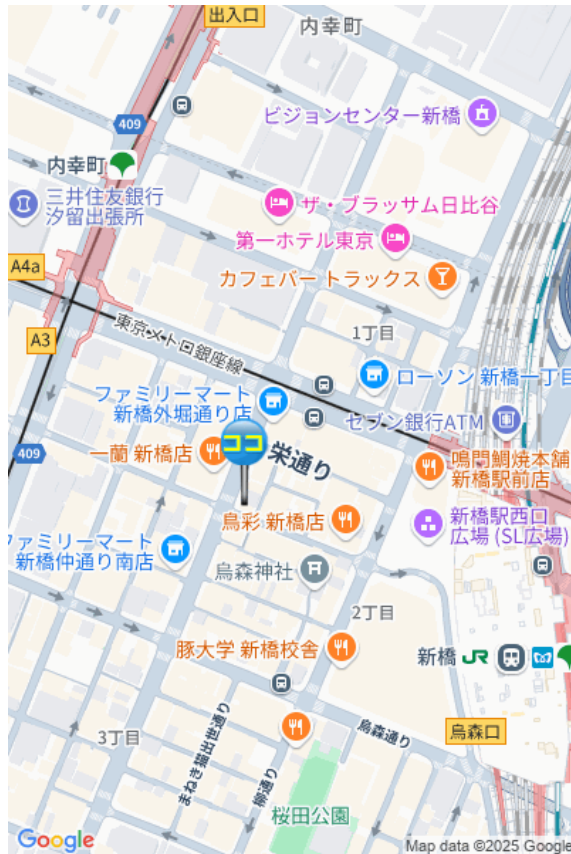 出入口
内幸町
ビジョンセンター新橋
409
内幸町
三井住友銀行
汐留出張所
ザ・ブラッサム日比谷
第一ホテル東京
A4a
カフェバー トラックス
A3
東京メトロ銀座線
1丁目
ローソン 新橋一丁目
ファミリーマート
新橋外堀通り店
セブン銀行ATM
ココ
409
一蘭 新橋店
栄通り
鳴門鯛焼本舗
新橋駅前店
鳥彩 新橋店
新橋駅西口
広場 (SL広場)
ファミリーマート
新橋仲通り南店
烏森神社
2丁目
豚大学 新橋校舎
新橋 JR
烏森通り
烏森口
3丁目
まねき猫出世通り
柳通り
桜田公園
Google
Map data ©2025 Google